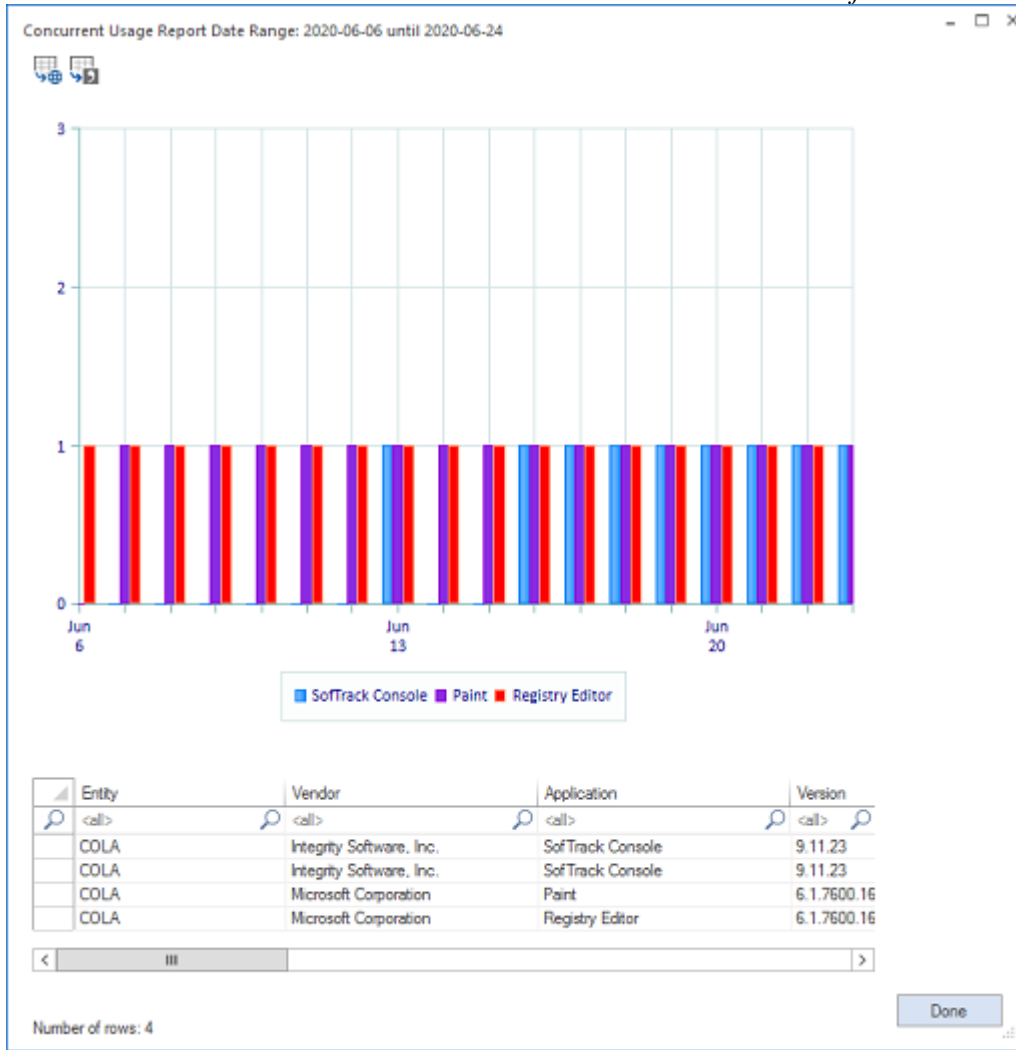 Concurrent Usage Report Date Range: 2020-06-06 until 2020-06-24
3
2
1
0
Jun 6 Jun 13 Jun 20
SofTrack Console Paint Registry Editor
Entity Vendor Application Version
<all> <all> <all> <all>
COLA Integrity Software, Inc. SofTrack Console 9.11.23
COLA Integrity Software, Inc. SofTrack Console 9.11.23
COLA Microsoft Corporation Paint 6.1.7600.16
COLA Microsoft Corporation Registry Editor 6.1.7600.16
Done
Number of rows: 4